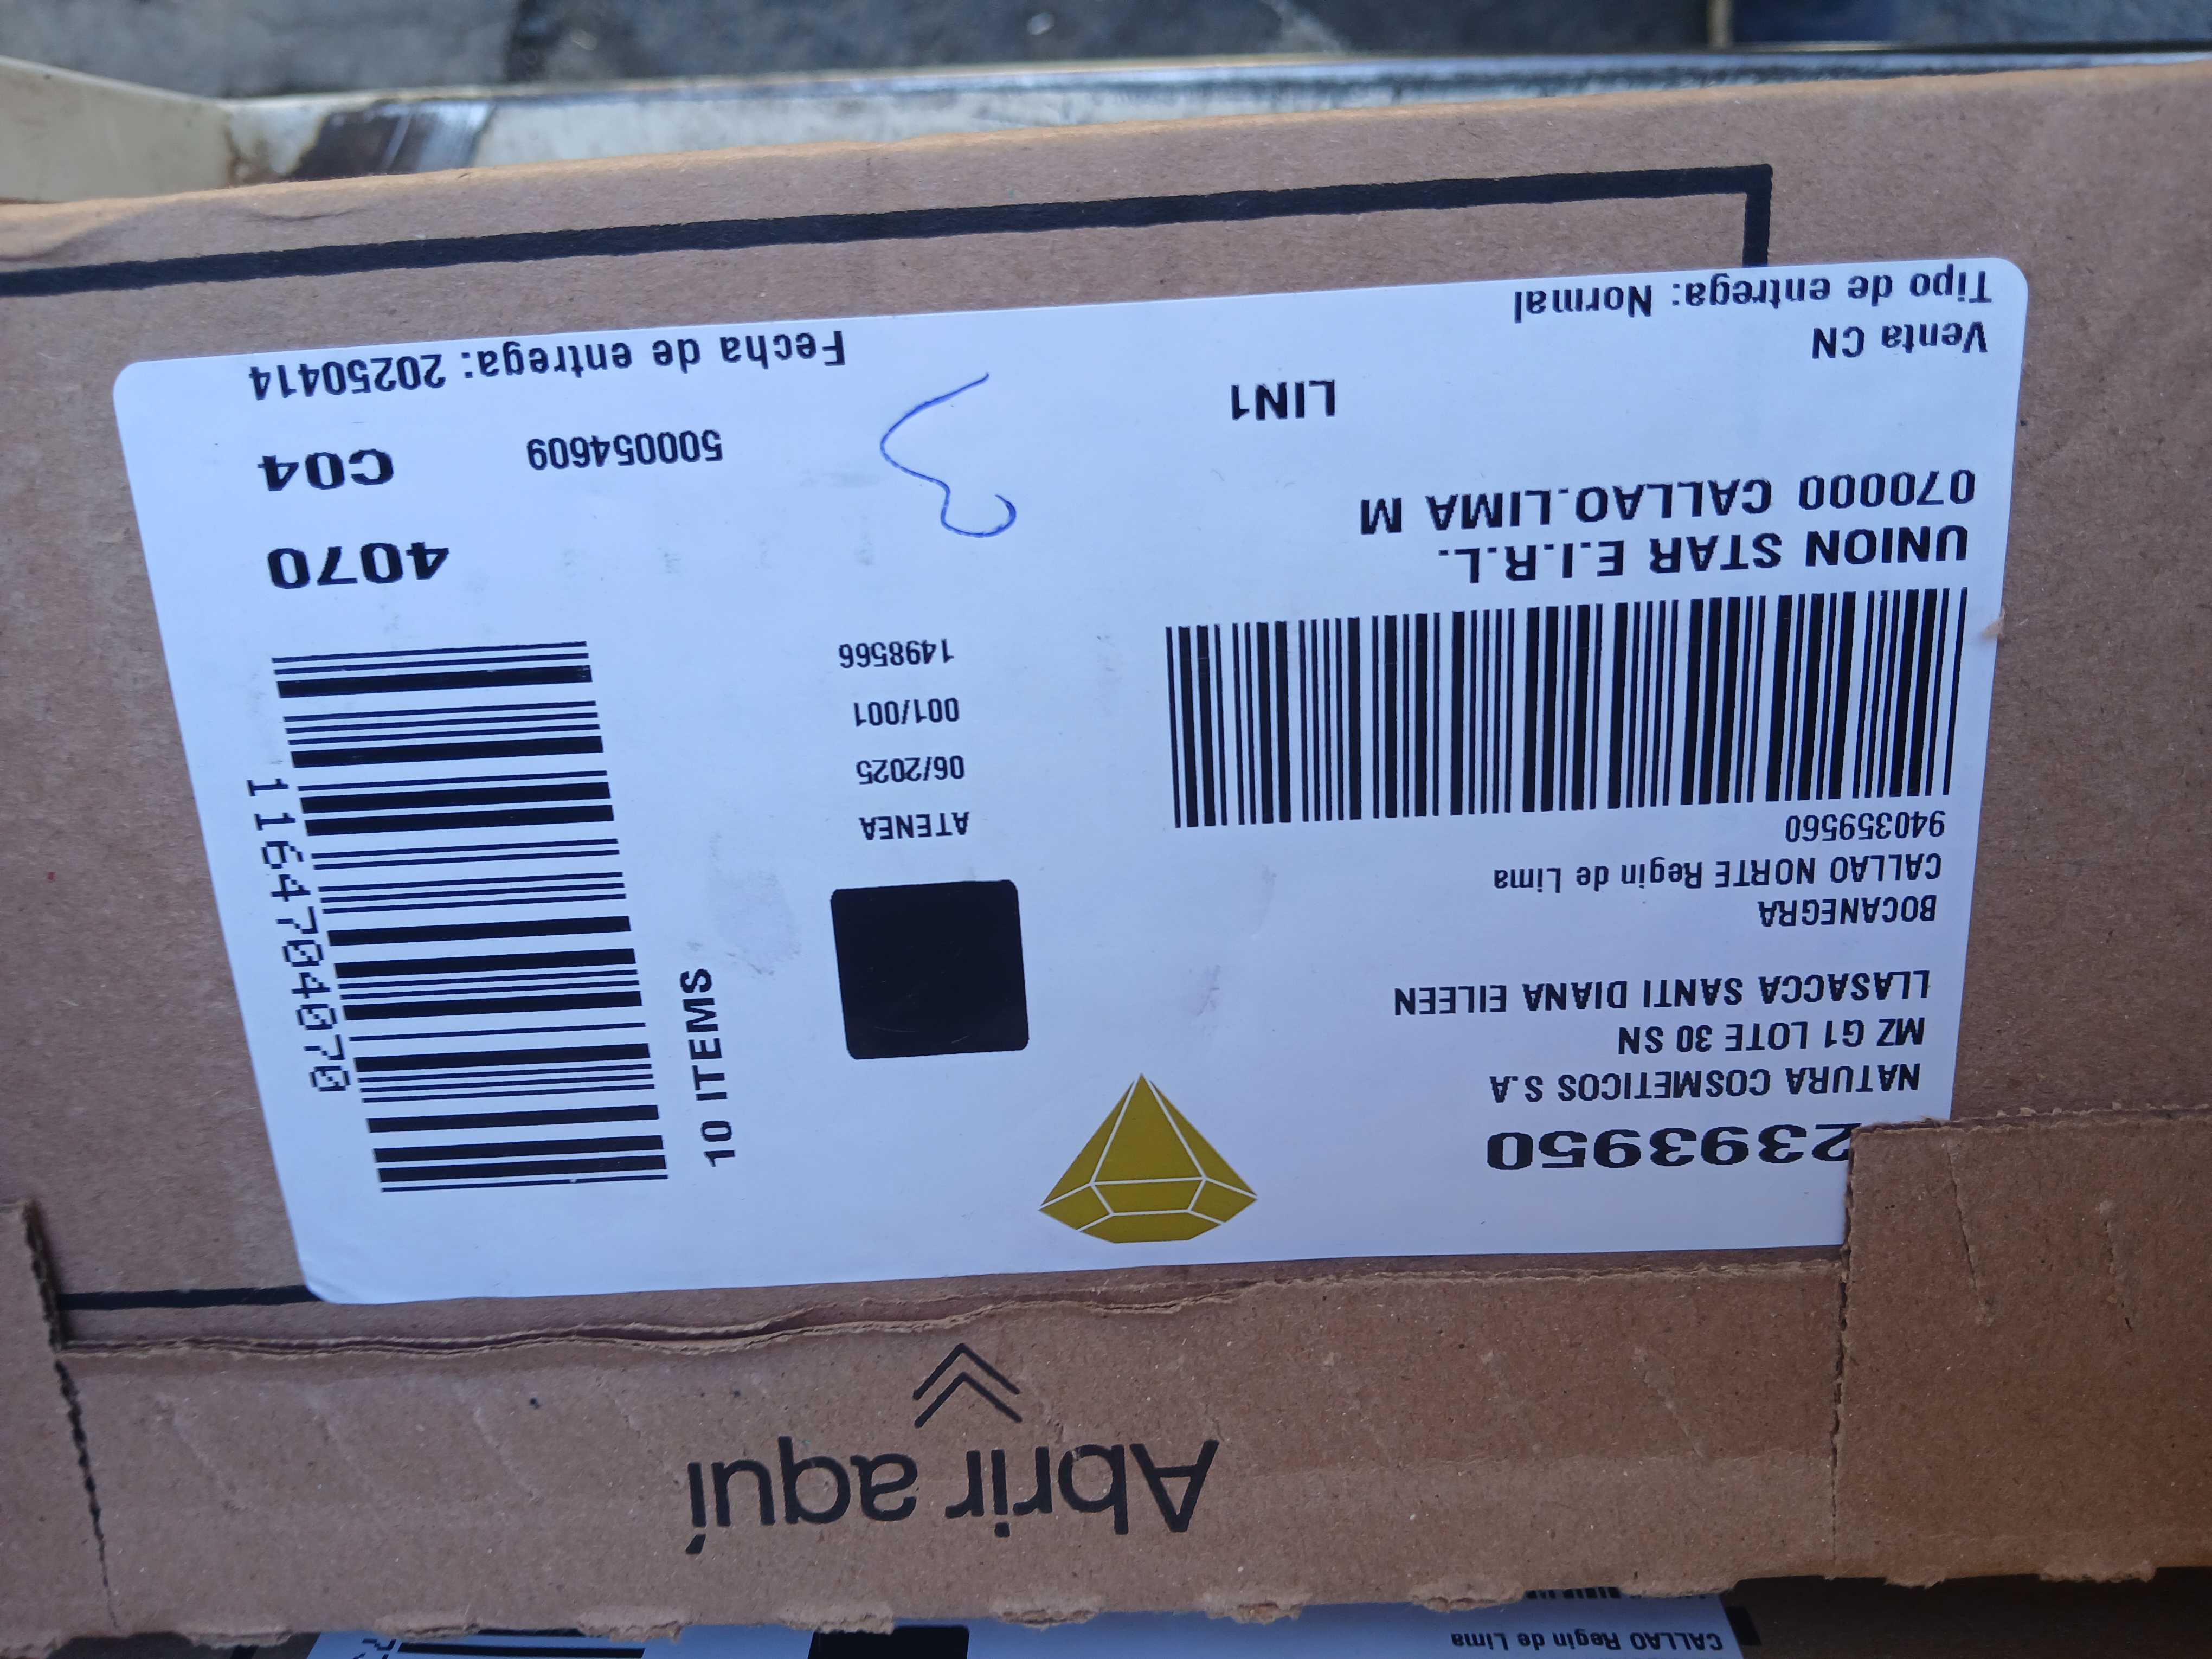 2393950
NATURA COSMETICOS S.A
MZ G1 LOTE 30 SN
LLASACCA SANTI DIANA EILEEN
BOCANEGRA
CALLAO NORTE Regin de Lima
940359560
UNION STAR E.I.R.L.
070000 CALLAO.LIMA M
LIN1
Venta CN
Tipo de entrega: Normal
ATENEA
06/2025
001/001
1498566
10 ITEMS
1164704070
4070
500054609
C04
Fecha de entrega: 20250414
Abrir aquí
CALLAO Regin de Lima